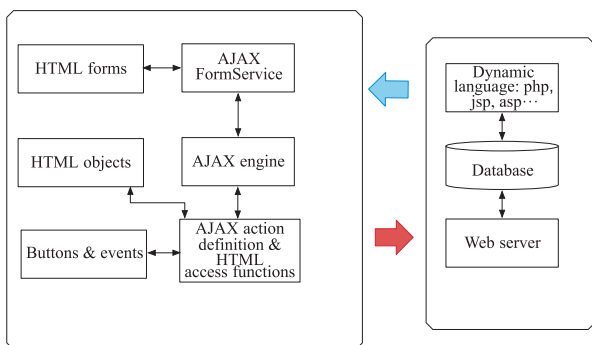 HTML forms
AJAX
FormService
HTML objects
AJAX engine
Buttons & events
AJAX action
definition &
HTML
access functions
Dynamic
language: php,
jsp, asp···
Database
Web server